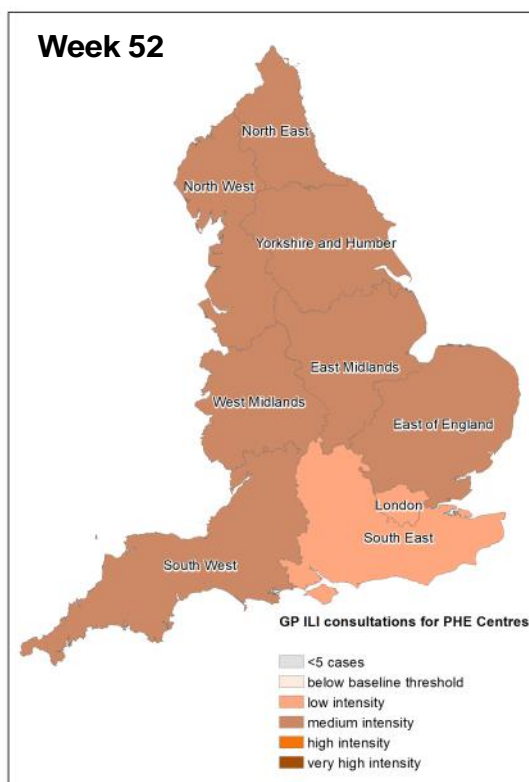 Week 52
North East
North West
Yorkshire and Humber
East Midlands
West Midlands
East of England
London
South East
South West
GP ILI consultations for PHE Centres
<5 cases
below baseline threshold
low intensity
medium intensity
high intensity
very high intensity